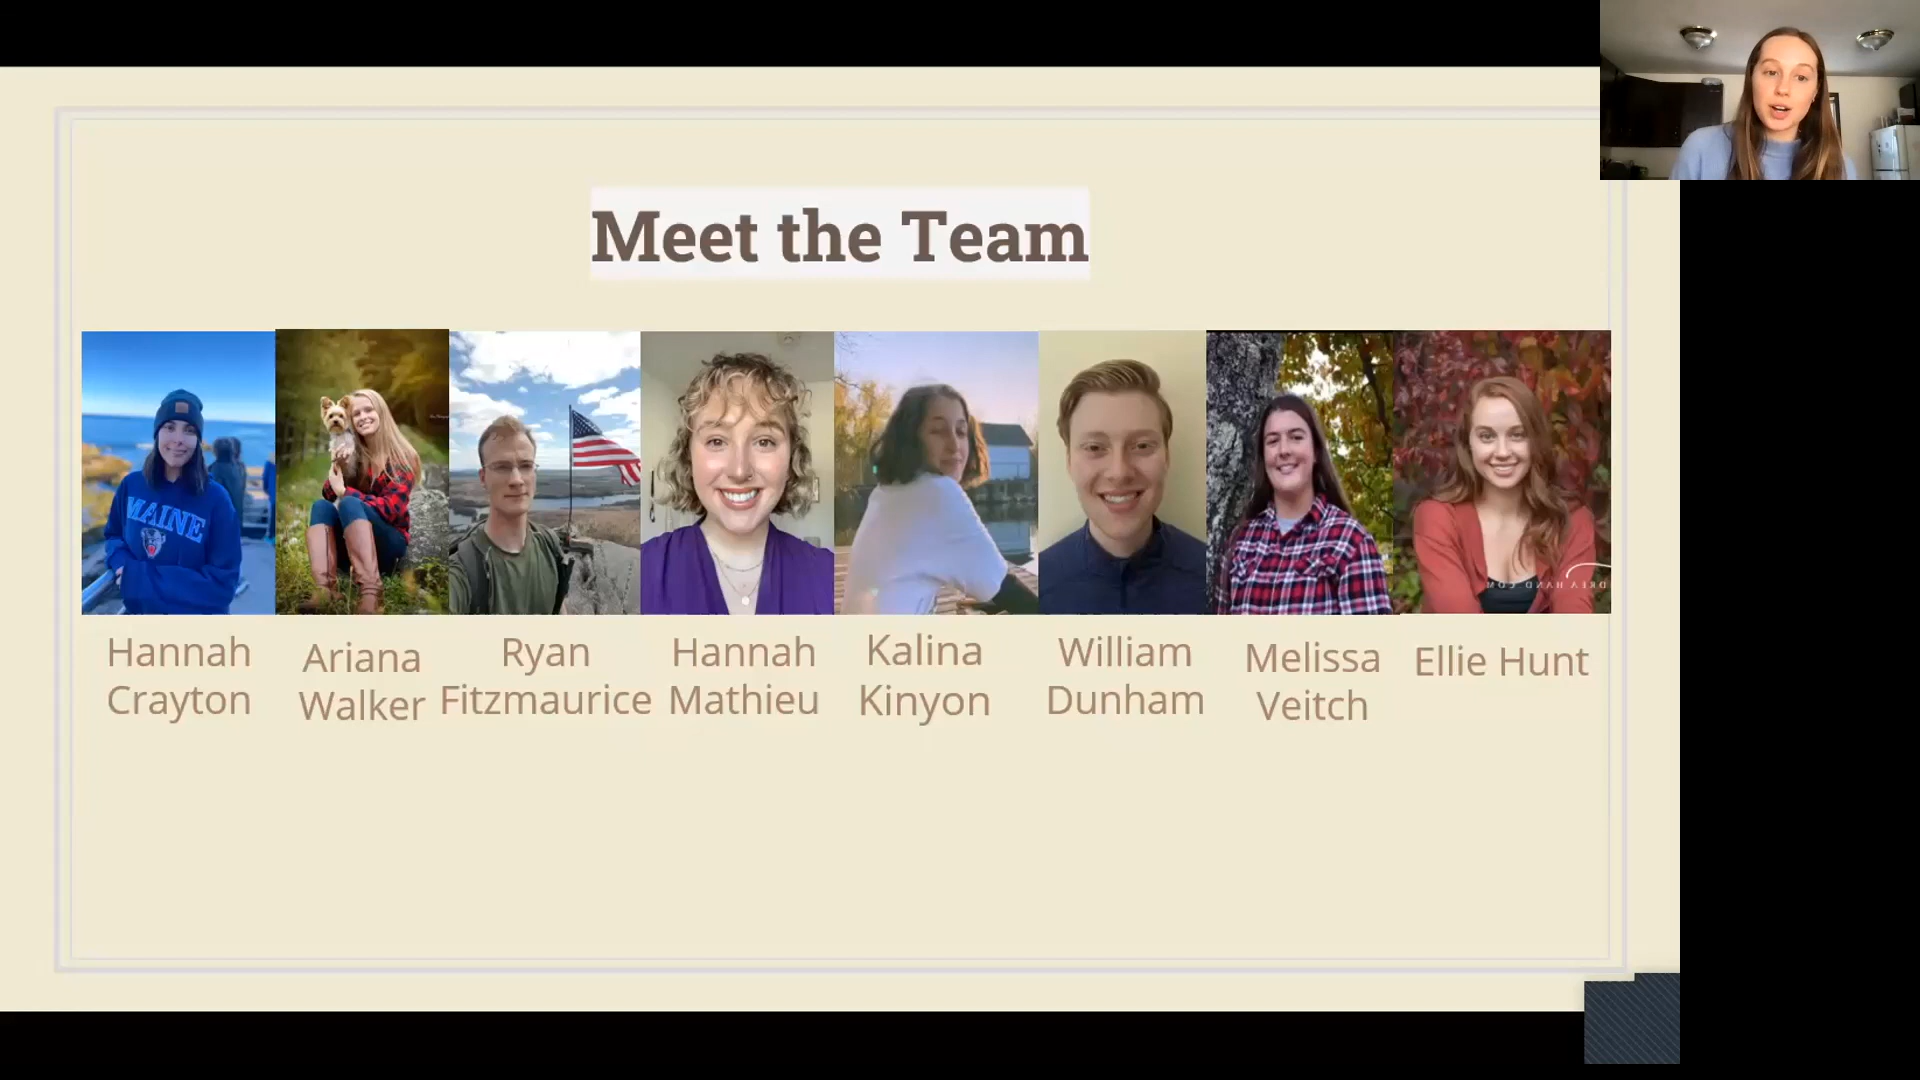 Meet the Team
MAINE
Hannah
Crayton
Ariana
Walker
Ryan
Fitzmaurice
Hannah
Mathieu
Kalina
Kinyon
William
Dunham
Melissa
Veitch
Ellie Hunt